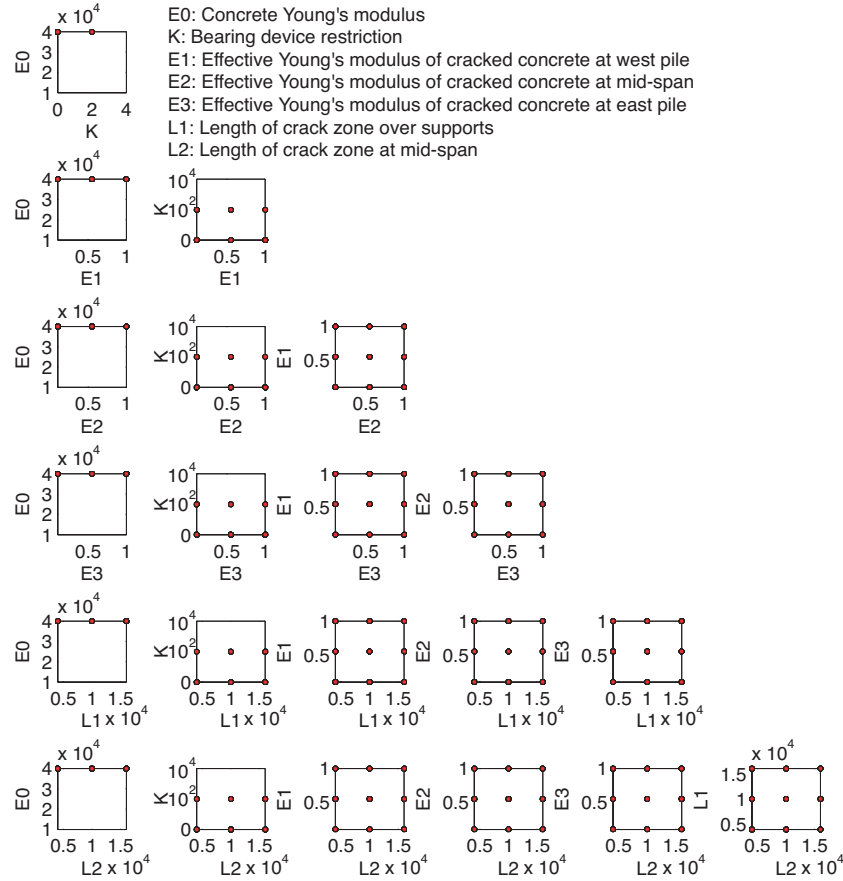 x 10^4
E0: Concrete Young's modulus
K: Bearing device restriction
E1: Effective Young's modulus of cracked concrete at west pile
E2: Effective Young's modulus of cracked concrete at mid-span
E3: Effective Young's modulus of cracked concrete at east pile
L1: Length of crack zone over supports
L2: Length of crack zone at mid-span
E0
4
3
2
1
0 2 4
K
x 10^4
E0
4
3
2
1
0.5 1
E1
K
10^4
10^2
0
0.5 1
E1
x 10^4
E0
4
3
2
1
0.5 1
E2
K
10^4
10^2
0
0.5 1
E2
E1
1
0.5
0.5 1
E2
x 10^4
E0
4
3
2
1
0.5 1
E3
K
10^4
10^2
0
0.5 1
E3
E1
1
0.5
0.5 1
E3
E2
1
0.5
0.5 1
E3
x 10^4
E0
4
3
2
1
0.5 1 1.5
L1 x 10^4
K
10^4
10^2
0
0.5 1 1.5
L1 x 10^4
E1
1
0.5
0.5 1 1.5
L1 x 10^4
E2
1
0.5
0.5 1 1.5
L1 x 10^4
E3
1
0.5
0.5 1 1.5
L1 x 10^4
x 10^4
E0
4
3
2
1
0.5 1 1.5
L2 x 10^4
K
10^4
10^2
0
0.5 1 1.5
L2 x 10^4
E1
1
0.5
0.5 1 1.5
L2 x 10^4
E2
1
0.5
0.5 1 1.5
L2 x 10^4
E3
1
0.5
0.5 1 1.5
L2 x 10^4
x 10^4
L1
1.5
1
0.5
0.5 1 1.5
L2 x 10^4